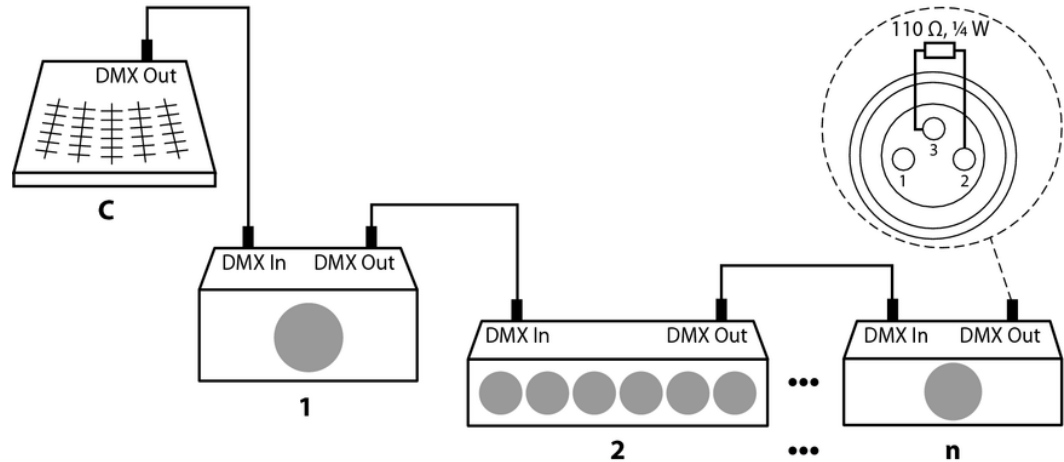 110 Ω, ¼ W
DMX Out
3
1
2
C
DMX In
DMX Out
1
DMX In
DMX Out
2
DMX In
DMX Out
n